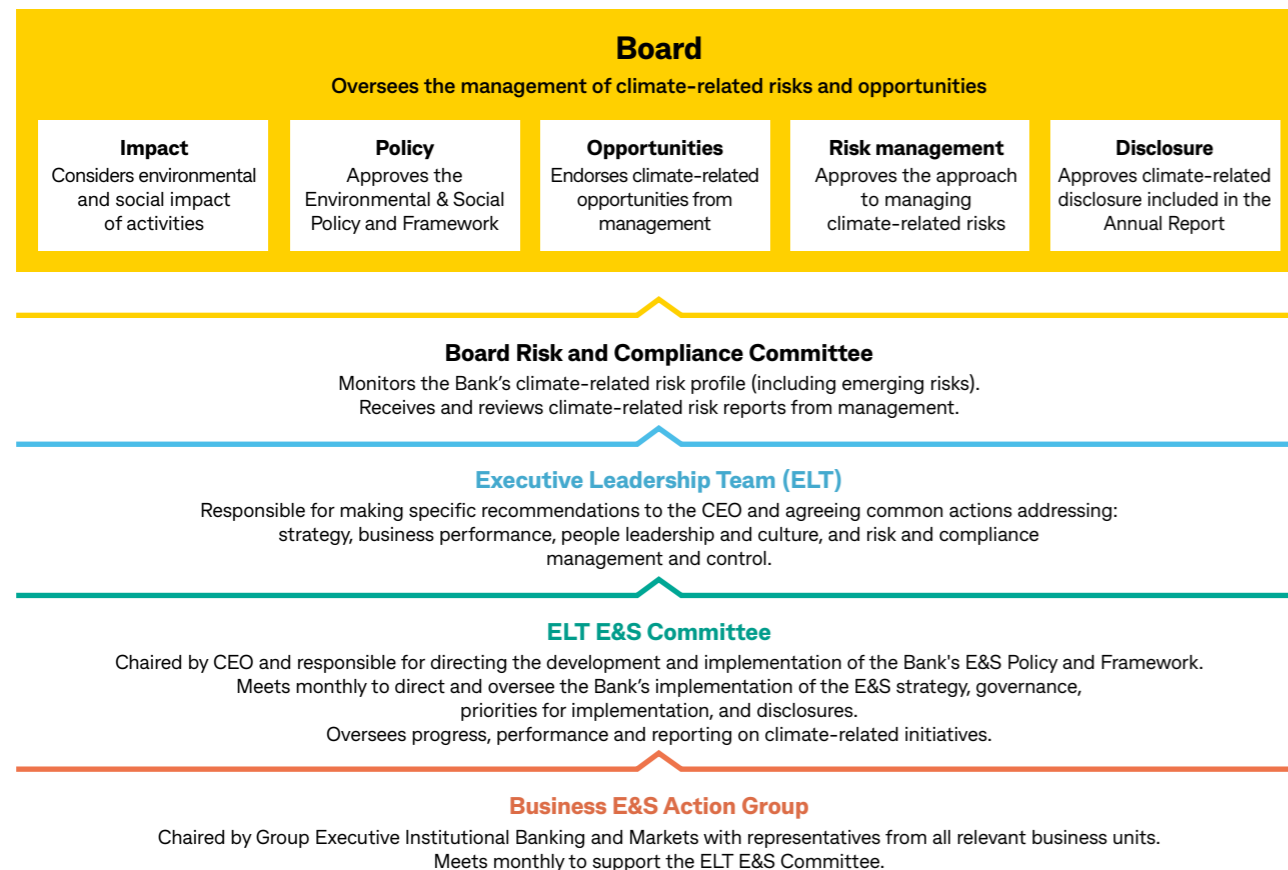 Board
Oversees the management of climate-related risks and opportunities
Impact
Considers environmental
and social impact
of activities
Policy
Approves the
Environmental & Social
Policy and Framework
Opportunities
Endorses climate-related
opportunities from
management
Risk management
Approves the approach
to managing
climate-related risks
Disclosure
Approves climate-related
disclosure included in the
Annual Report
Board Risk and Compliance Committee
Monitors the Bank’s climate-related risk profile (including emerging risks).
Receives and reviews climate-related risk reports from management.
Executive Leadership Team (ELT)
Responsible for making specific recommendations to the CEO and agreeing common actions addressing:
strategy, business performance, people leadership and culture, and risk and compliance
management and control.
ELT E&S Committee
Chaired by CEO and responsible for directing the development and implementation of the Bank's E&S Policy and Framework.
Meets monthly to direct and oversee the Bank’s implementation of the E&S strategy, governance,
priorities for implementation, and disclosures.
Oversees progress, performance and reporting on climate-related initiatives.
Business E&S Action Group
Chaired by Group Executive Institutional Banking and Markets with representatives from all relevant business units.
Meets monthly to support the ELT E&S Committee.